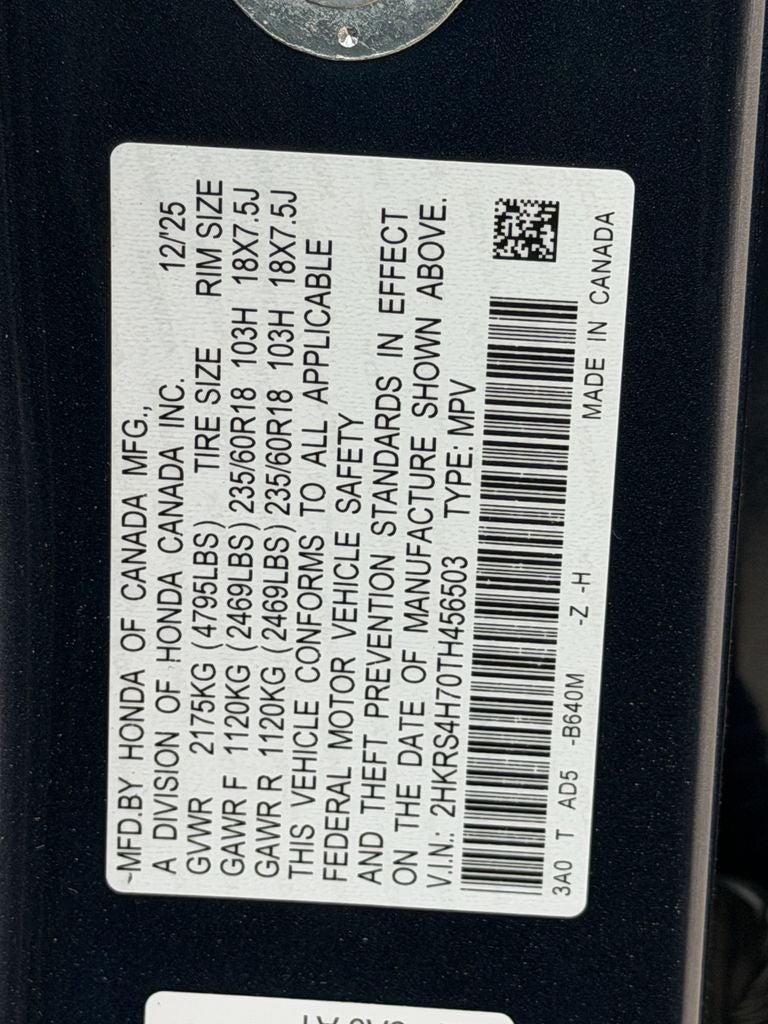 MFD.BY HONDA OF CANADA MFG.,
A DIVISION OF HONDA CANADA INC. 12/'25
GVWR 2175KG (4795LBS) TIRE SIZE RIM SIZE
GAWR F 1120KG (2469LBS) 235/60R18 103H 18X7.5J
GAWR R 1120KG (2469LBS) 235/60R18 103H 18X7.5J
THIS VEHICLE CONFORMS TO ALL APPLICABLE
FEDERAL MOTOR VEHICLE SAFETY
AND THEFT PREVENTION STANDARDS IN EFFECT
ON THE DATE OF MANUFACTURE SHOWN ABOVE.
V.I.N.: 2HKRS4H70TH456503 TYPE: MPV
3A0 T AD5 -B640M -Z -H MADE IN CANADA